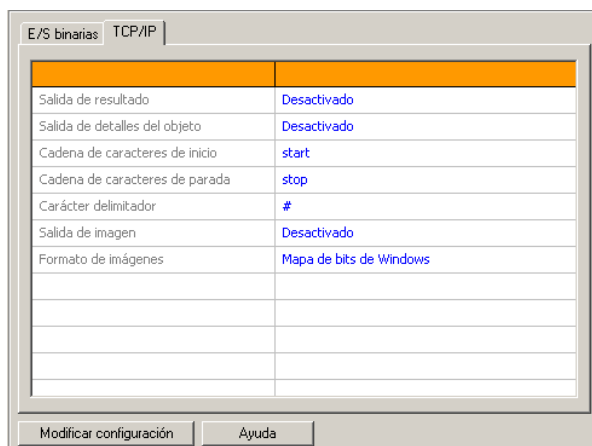 E/S binarias TCP/IP
Salida de resultado Desactivado
Salida de detalles del objeto Desactivado
Cadena de caracteres de inicio start
Cadena de caracteres de parada stop
Carácter delimitador #
Salida de imagen Desactivado
Formato de imágenes Mapa de bits de Windows
Modificar configuración Ayuda